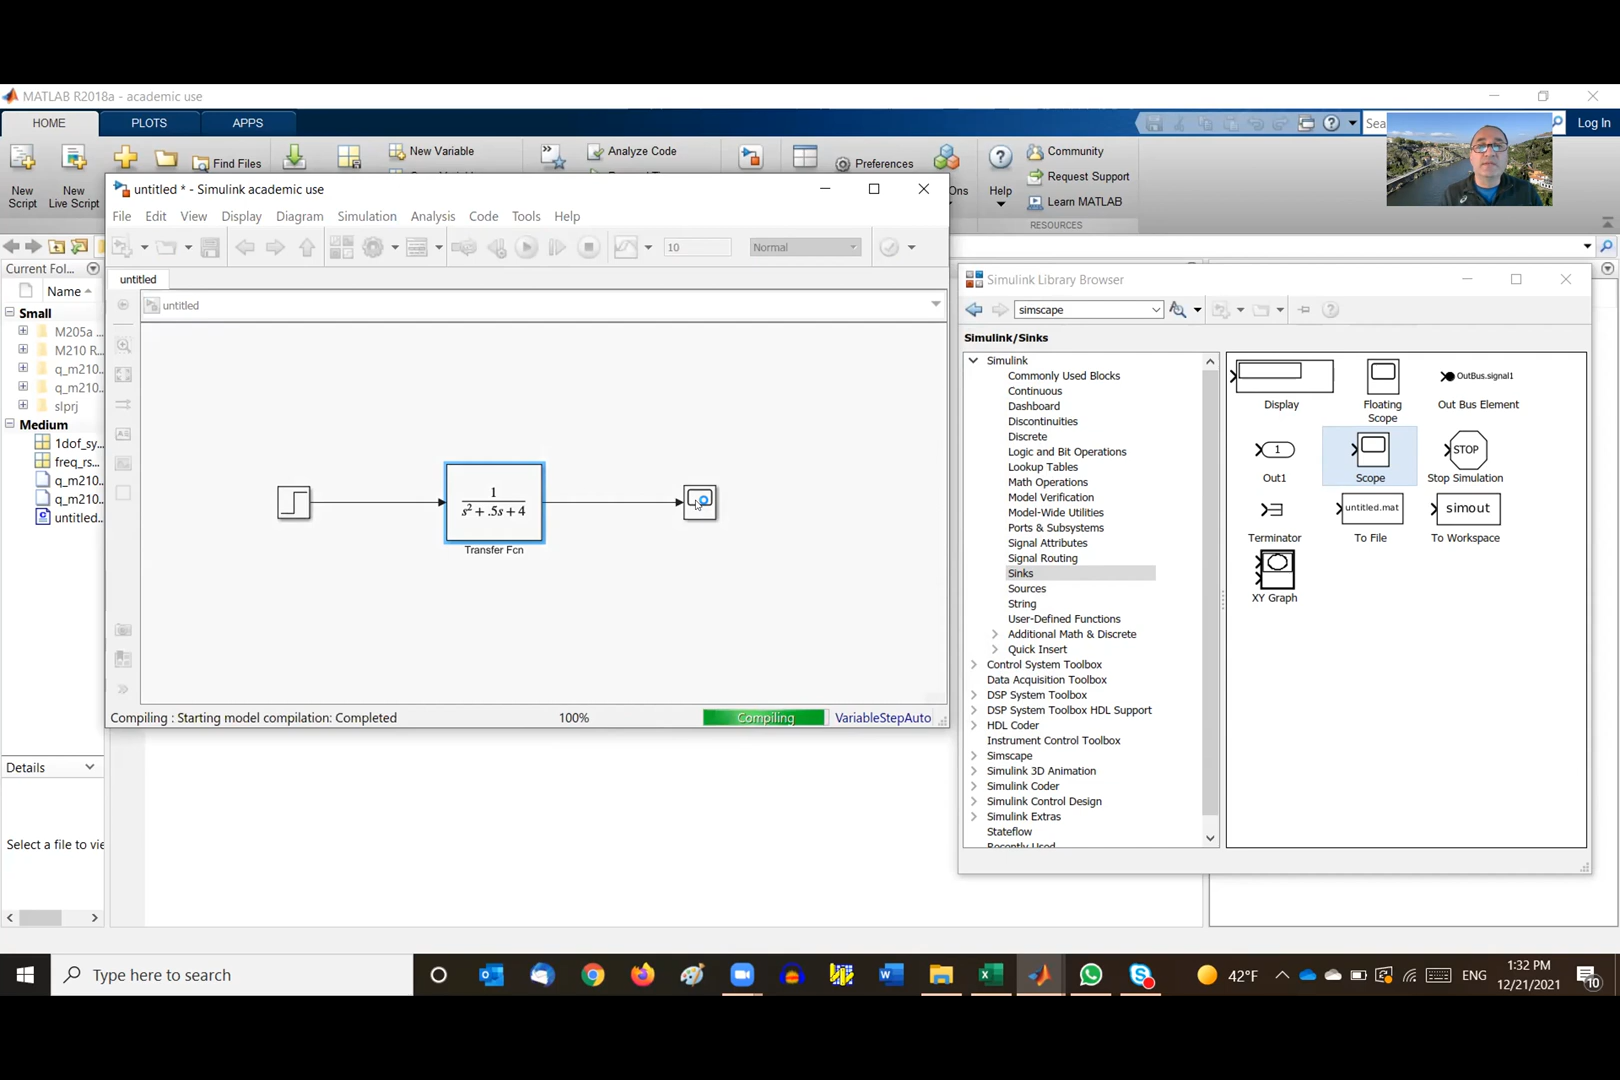 MATLAB R2018a - academic use
HOME PLOTS APPS
Sea
Log In
New Script
New Live Script
Find Files
New Variable
Analyze Code
Preferences
Help
Community
Request Support
Learn MATLAB
RESOURCES
untitled * - Simulink academic use
File Edit View Display Diagram Simulation Analysis Code Tools Help
10
Normal
untitled
untitled
Current Fol...
Name
Small
M205a ...
M210 R
q_m210
q_m210
slprj
Medium
1dof_sy...
freq_rs...
q_m210...
q_m210...
untitled...
Details
Select a file to vie
1
s² + .5s + 4
Transfer Fcn
Compiling : Starting model compilation: Completed 100% Compiling VariableStepAuto
Simulink Library Browser
simscape
Simulink/Sinks
Simulink
Commonly Used Blocks
Continuous
Dashboard
Discontinuities
Discrete
Logic and Bit Operations
Lookup Tables
Math Operations
Model Verification
Model-Wide Utilities
Ports & Subsystems
Signal Attributes
Signal Routing
Sinks
Sources
String
User-Defined Functions
Additional Math & Discrete
Quick Insert
Control System Toolbox
Data Acquisition Toolbox
DSP System Toolbox
DSP System Toolbox HDL Support
HDL Coder
Instrument Control Toolbox
Simscape
Simulink 3D Animation
Simulink Coder
Simulink Control Design
Simulink Extras
Stateflow
Recently Used
Display
Floating Scope
OutBus.signal1
Out Bus Element
1
Out1
Scope
STOP
Stop Simulation
Terminator
untitled.mat
To File
simout
To Workspace
XY Graph
Type here to search
42°F
ENG
1:32 PM
12/21/2021
10